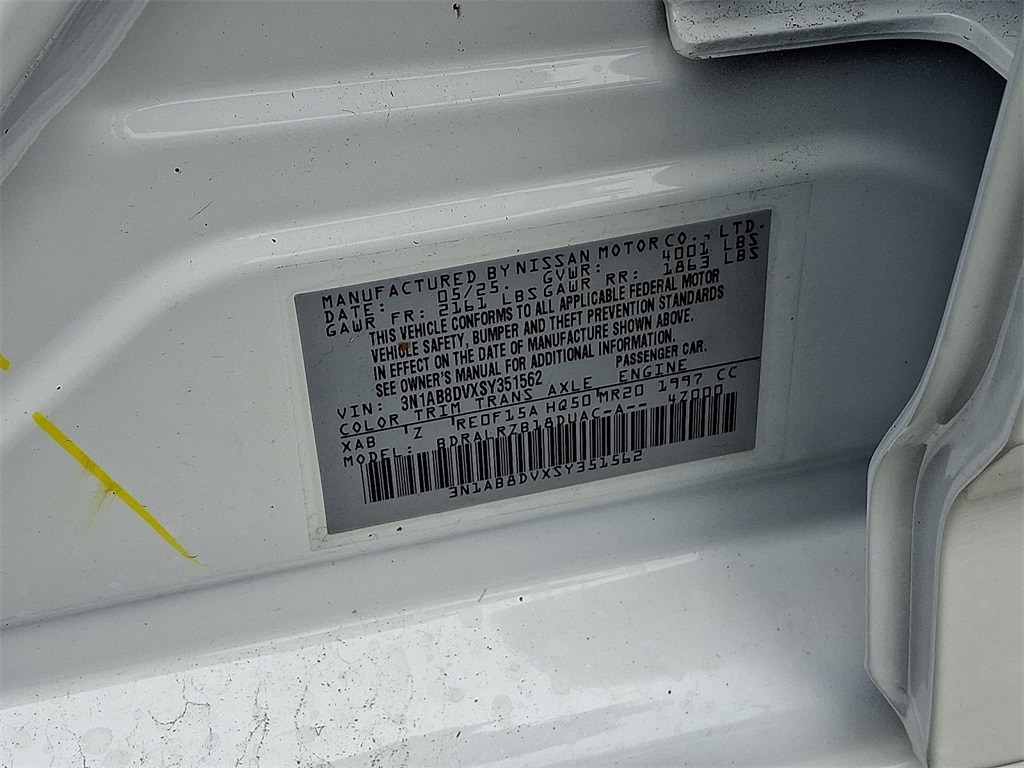 MANUFACTURED BY NISSAN MOTOR CO., LTD.
DATE: 05/25. GVWR: 4001 LBS
GAWR FR: 2161 LBS GAWR RR: 1863 LBS
THIS VEHICLE CONFORMS TO ALL APPLICABLE FEDERAL MOTOR
VEHICLE SAFETY, BUMPER AND THEFT PREVENTION STANDARDS
IN EFFECT ON THE DATE OF MANUFACTURE SHOWN ABOVE.
SEE OWNER'S MANUAL FOR ADDITIONAL INFORMATION.
VIN: 3N1AB8DVXSY351562 PASSENGER CAR.
COLOR TRIM TRANS AXLE ENGINE
XAB Z RE0F15A HQ50 MR20 1997 CC
MODEL: BDRALRZB18DUAC-A-- 4Z000
3N1AB8DVXSY351562